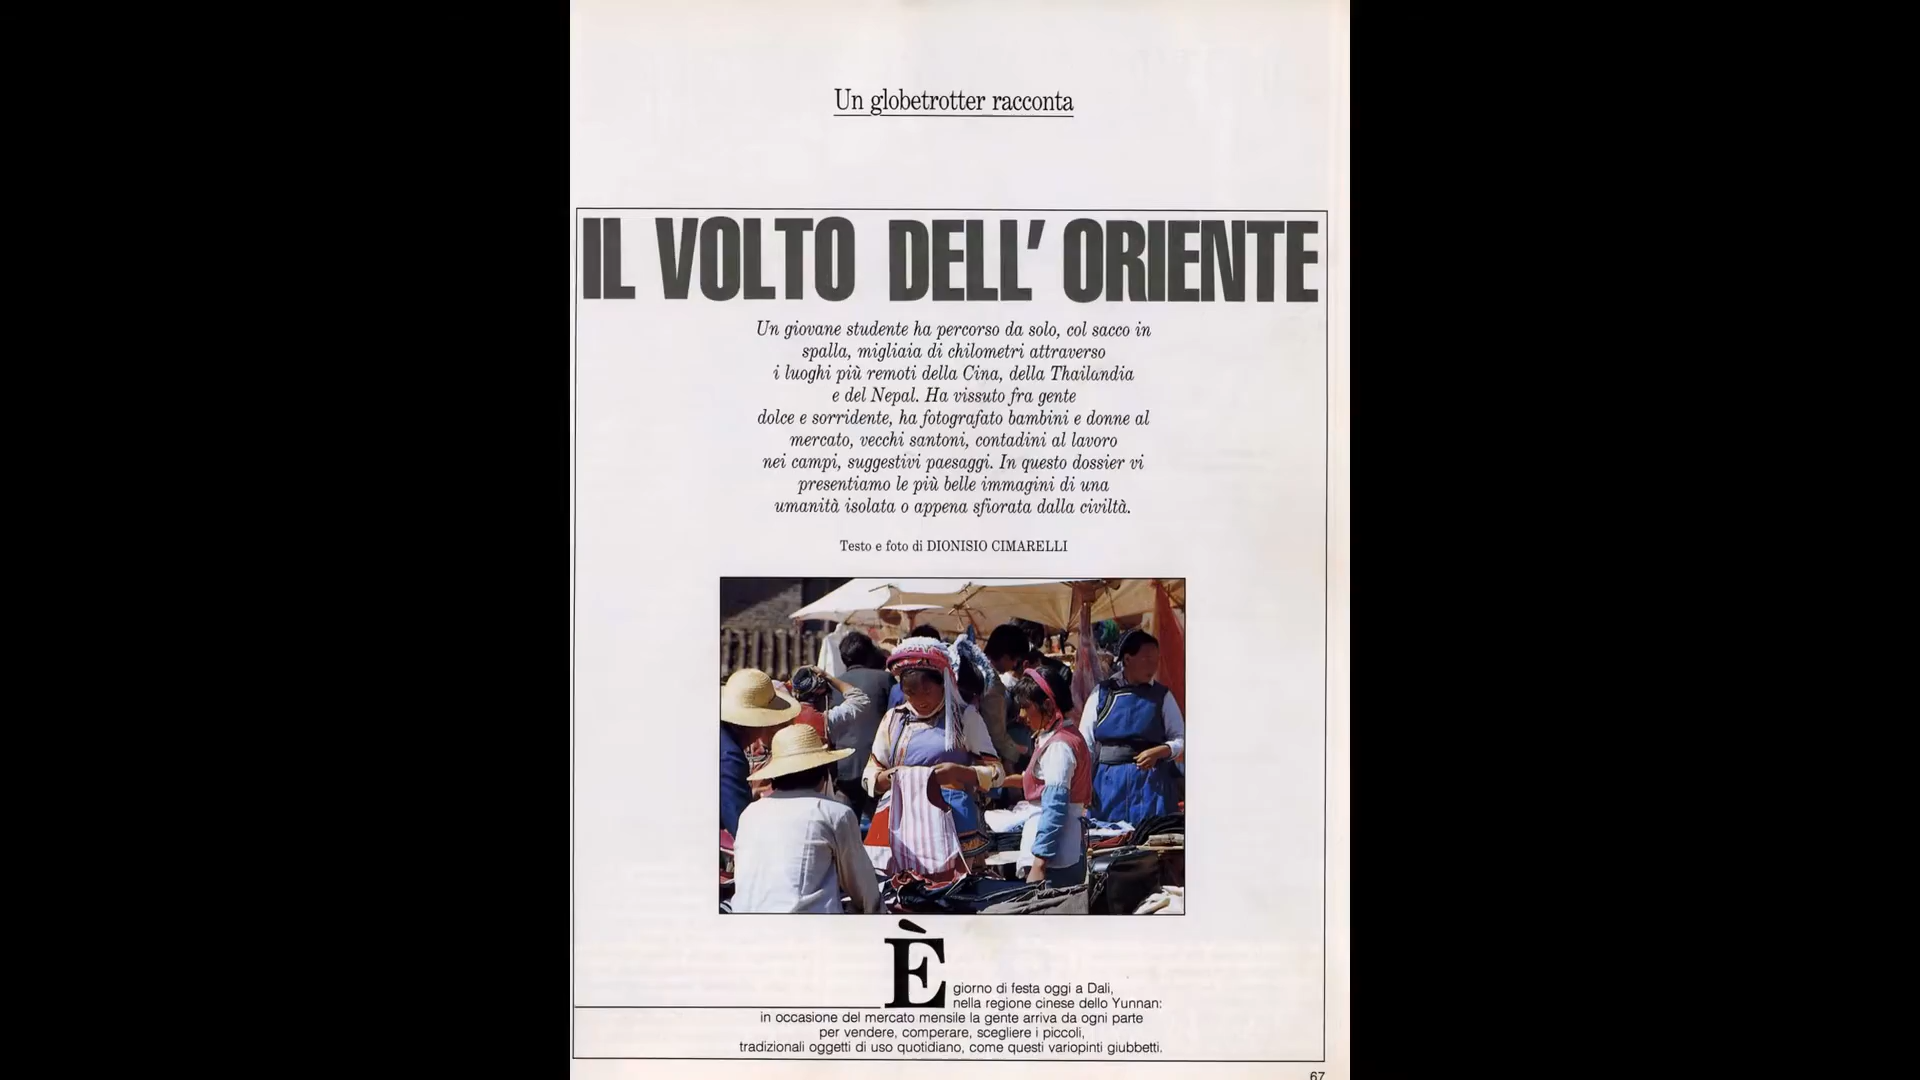 Un globetrotter racconta
IL VOLTO DELL' ORIENTE
Un giovane studente ha percorso da solo, col sacco in
spalla, migliaia di chilometri attraverso
i luoghi più remoti della Cina, della Thailandia
e del Nepal. Ha vissuto fra gente
dolce e sorridente, ha fotografato bambini e donne al
mercato, vecchi santoni, contadini al lavoro
nei campi, suggestivi paesaggi. In questo dossier vi
presentiamo le più belle immagini di una
umanità isolata o appena sfiorata dalla civiltà.
Testo e foto di DIONISIO CIMARELLI
È giorno di festa oggi a Dali,
nella regione cinese dello Yunnan:
in occasione del mercato mensile la gente arriva da ogni parte
per vendere, comperare, scegliere i piccoli,
tradizionali oggetti di uso quotidiano, come questi variopinti giubbetti.
67